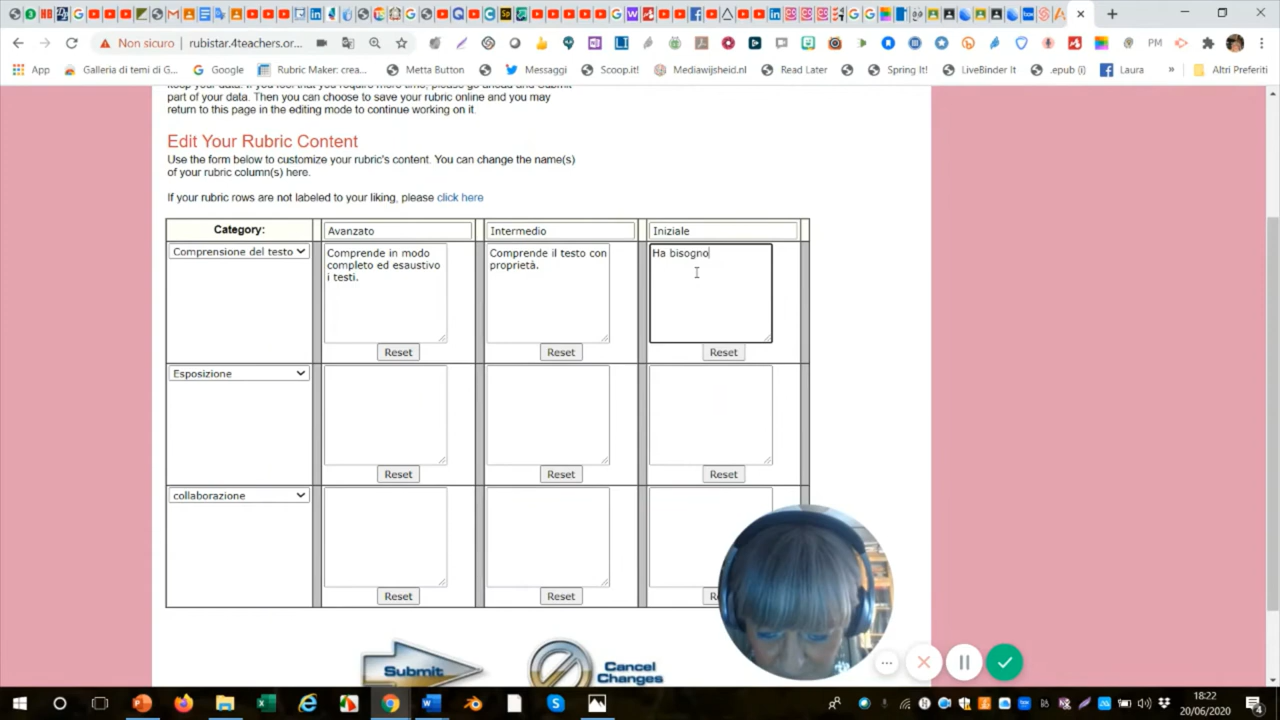 Non sicuro
rubistar.4teachers.or...
PM
App
Galleria di temi di G...
Google
Rubric Maker: crea...
Metta Button
Messaggi
Scoop.it!
Mediawijsheid.nl
Read Later
Spring It!
LiveBinder It
.epub (i)
Laura
»
Altri Preferiti
part of your data. Then you can choose to save your rubric online and you may
return to this page in the editing mode to continue working on it.
Edit Your Rubric Content
Use the form below to customize your rubric's content. You can change the name(s)
of your rubric column(s) here.
If your rubric rows are not labeled to your liking, please click here
Category:
Avanzato
Intermedio
Iniziale
Comprensione del testo
Comprende in modo
completo ed esaustivo
i testi.
Comprende il testo con
proprietà.
Ha bisogno
Reset
Reset
Reset
Esposizione
Reset
Reset
Reset
collaborazione
Reset
Reset
Submit
Cancel
Changes
18:22
20/06/2020